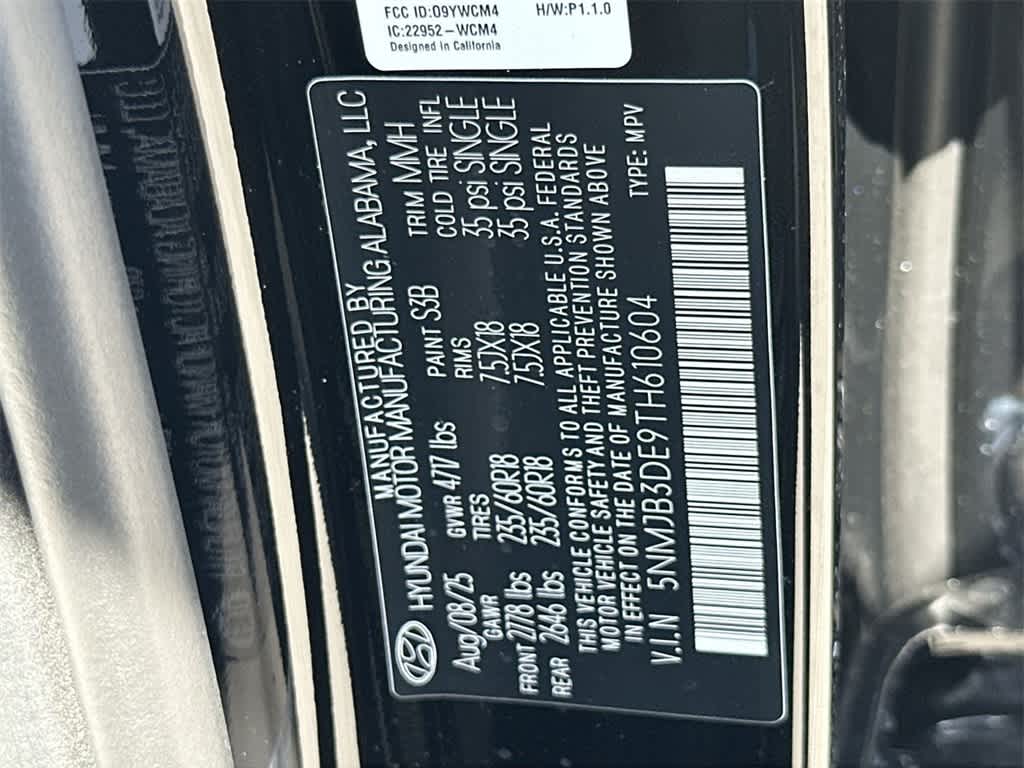 FCC ID:O9YWCM4 H/W:P1.1.0
IC:22952-WCM4
Designed in California
MANUFACTURED BY
HYUNDAI MOTOR MANUFACTURING ALABAMA, LLC
Aug/08/25 GVWR 4717 lbs PAINT S3B TRIM MMH
GAWR TIRES RIMS COLD TIRE INFL
FRONT 2778 lbs 235/60R18 7.5JX18 35 psi SINGLE
REAR 2646 lbs 235/60R18 7.5JX18 35 psi SINGLE
THIS VEHICLE CONFORMS TO ALL APPLICABLE U.S.A. FEDERAL
MOTOR VEHICLE SAFETY AND THEFT PREVENTION STANDARDS
IN EFFECT ON THE DATE OF MANUFACTURE SHOWN ABOVE
V.I.N 5NMJB3DE9TH610604 TYPE: MPV